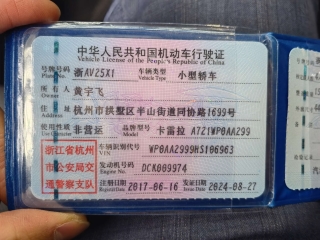 中华人民共和国机动车行驶证
Vehicle License of the People's Republic of China
号牌号码 浙AV25X1 车辆类型 小型轿车
Plate No. Vehicle Type
所有人 黄宇飞
Owner
住址 杭州市拱墅区半山街道同协路1699号
Address
使用性质 非营运 品牌型号 卡雷拉 A721WP0AA299
Use Character Model
浙江省杭州 车辆识别代号 WP0AA2999HS106963
VIN
市公安局交 发动机号码 DCK009974
Engine No.
通警察支队 注册日期 2017-06-16 发证日期 2024-08-27
Register Date Issue Date